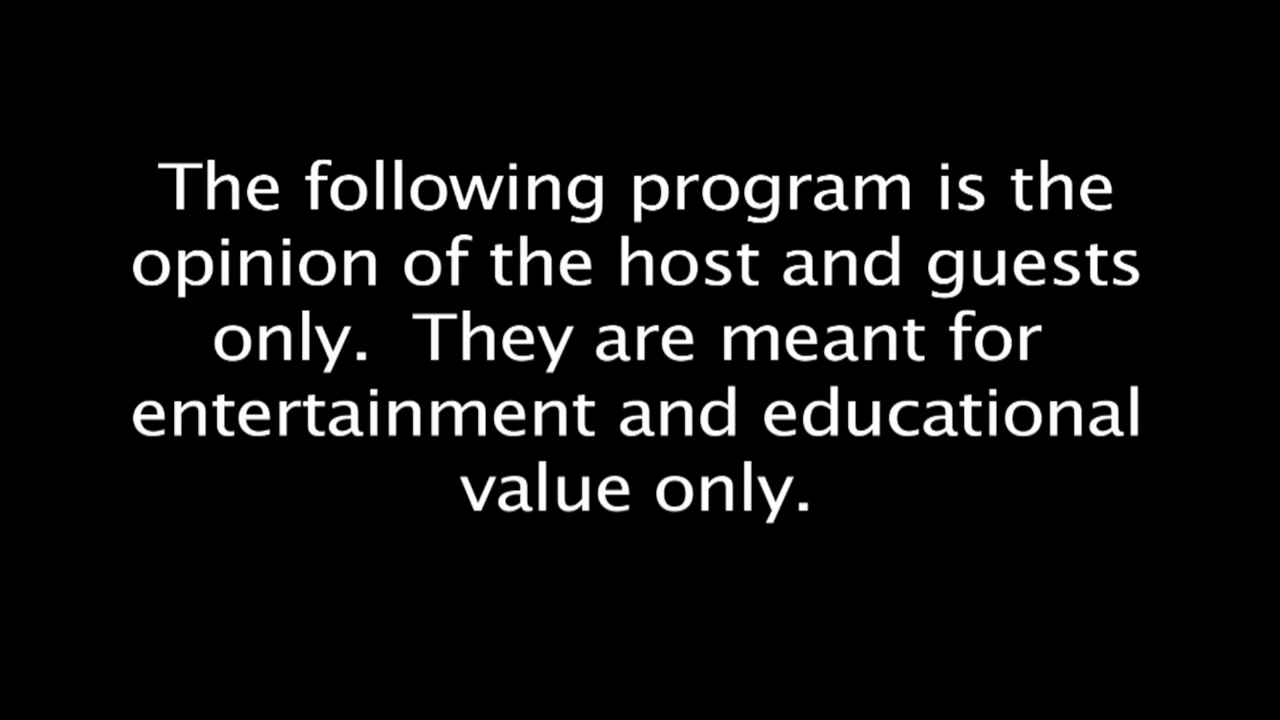 The following program is the
opinion of the host and guests
only.  They are meant for
entertainment and educational
value only.